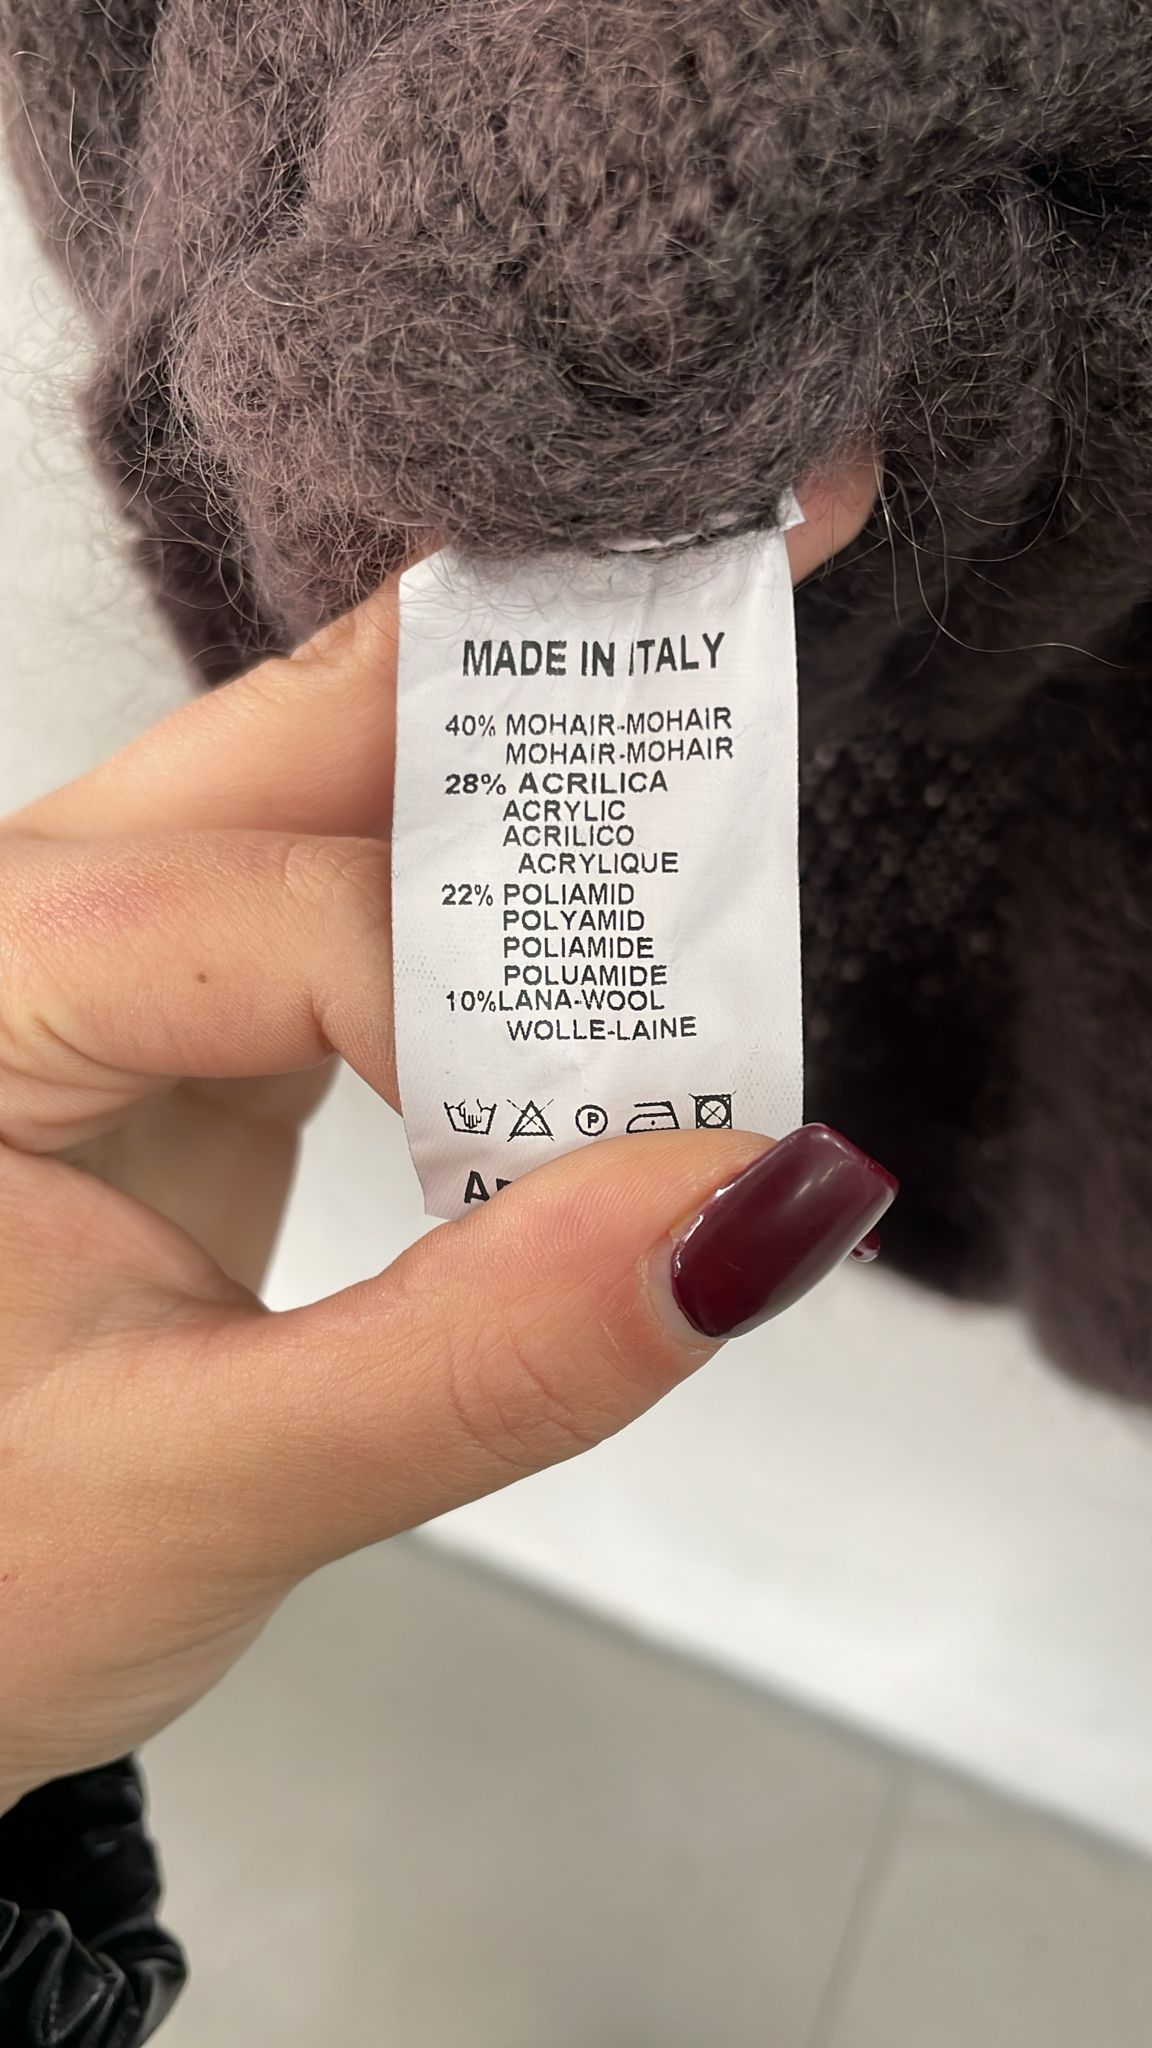 MADE IN ITALY
40% MOHAIR-MOHAIR
MOHAIR-MOHAIR
28% ACRILICA
ACRYLIC
ACRILICO
ACRYLIQUE
22% POLIAMID
POLYAMID
POLIAMIDE
POLUAMIDE
10%LANA-WOOL
WOLLE-LAINE
P